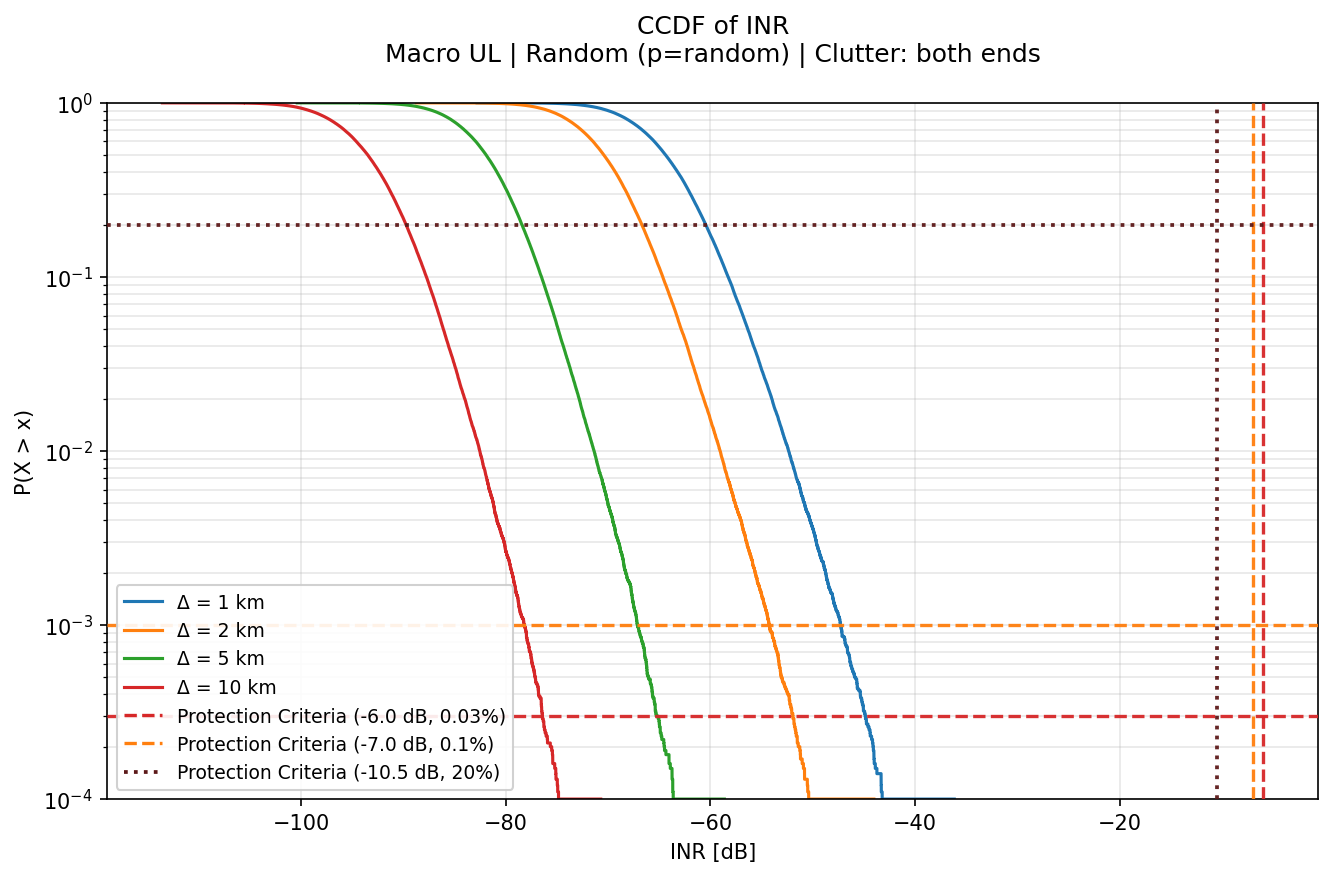 CCDF of INR
Macro UL | Random (p=random) | Clutter: both ends
P(X > x)
10⁰
10⁻¹
10⁻²
10⁻³
10⁻⁴
Δ = 1 km
Δ = 2 km
Δ = 5 km
Δ = 10 km
Protection Criteria (-6.0 dB, 0.03%)
Protection Criteria (-7.0 dB, 0.1%)
Protection Criteria (-10.5 dB, 20%)
−100 −80 −60 −40 −20
INR [dB]